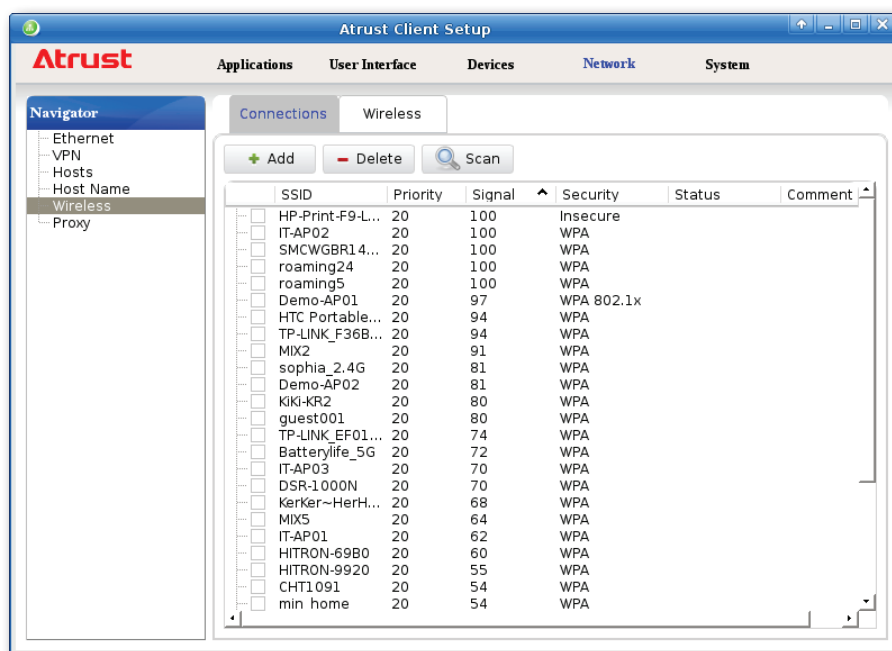 Atrust Client Setup
Atrust
Applications User Interface Devices Network System
Navigator
Ethernet
VPN
Hosts
Host Name
Wireless
Proxy
Connections Wireless
Add Delete Scan
SSID Priority Signal Security Status Comment
HP-Print-F9-L... 20 100 Insecure
IT-AP02 20 100 WPA
SMCWGBR14... 20 100 WPA
roaming24 20 100 WPA
roaming5 20 100 WPA
Demo-AP01 20 97 WPA 802.1x
HTC Portable... 20 94 WPA
TP-LINK_F36B... 20 94 WPA
MIX2 20 91 WPA
sophia_2.4G 20 81 WPA
Demo-AP02 20 81 WPA
KiKi-KR2 20 80 WPA
guest001 20 80 WPA
TP-LINK_EF01... 20 74 WPA
Batterylife_5G 20 72 WPA
IT-AP03 20 70 WPA
DSR-1000N 20 70 WPA
KerKer~HerH... 20 68 WPA
MIX5 20 64 WPA
IT-AP01 20 62 WPA
HITRON-69B0 20 60 WPA
HITRON-9920 20 55 WPA
CHT1091 20 54 WPA
min home 20 54 WPA